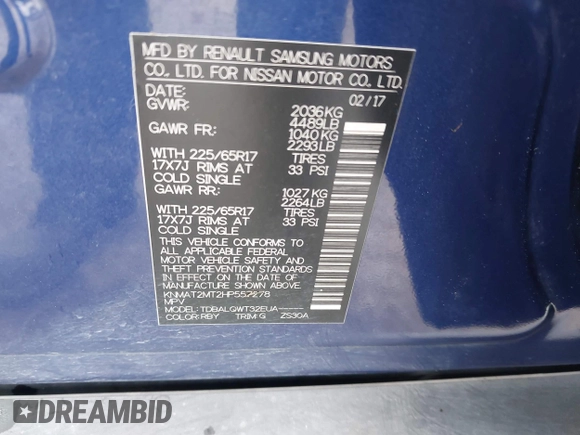 MFD BY RENAULT SAMSUNG MOTORS
CO., LTD. FOR NISSAN MOTOR CO., LTD.
DATE: 02/17
GVWR: 2036KG
4489LB
GAWR FR: 1040KG
2293LB
WITH 225/65R17 TIRES
17X7J RIMS AT 33 PSI
COLD SINGLE
GAWR RR: 1027KG
2264LB
WITH 225/65R17 TIRES
17X7J RIMS AT 33 PSI
COLD SINGLE
THIS VEHICLE CONFORMS TO
ALL APPLICABLE FEDERAL
MOTOR VEHICLE SAFETY AND
THEFT PREVENTION STANDARDS
IN EFFECT ON THE DATE OF
MANUFACTURE SHOWN ABOVE.
KNMAT2MT2HP557278
MPV
MODEL: TDBALGWT32EUA-----
COLOR:RBY TRIM:G ZS30A
DREAMBID